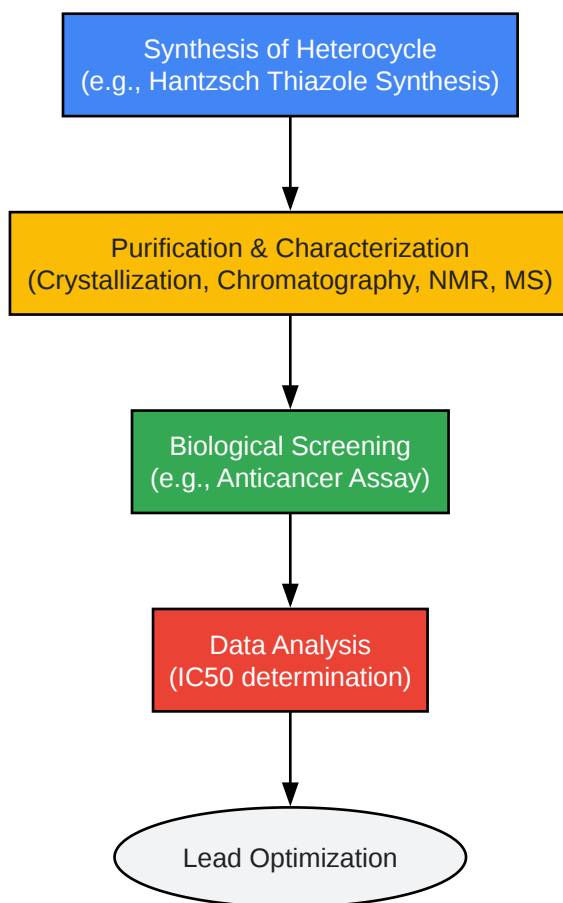 Synthesis of Heterocycle
(e.g., Hantzsch Thiazole Synthesis)
Purification & Characterization
(Crystallization, Chromatography, NMR, MS)
Biological Screening
(e.g., Anticancer Assay)
Data Analysis
(IC50 determination)
Lead Optimization